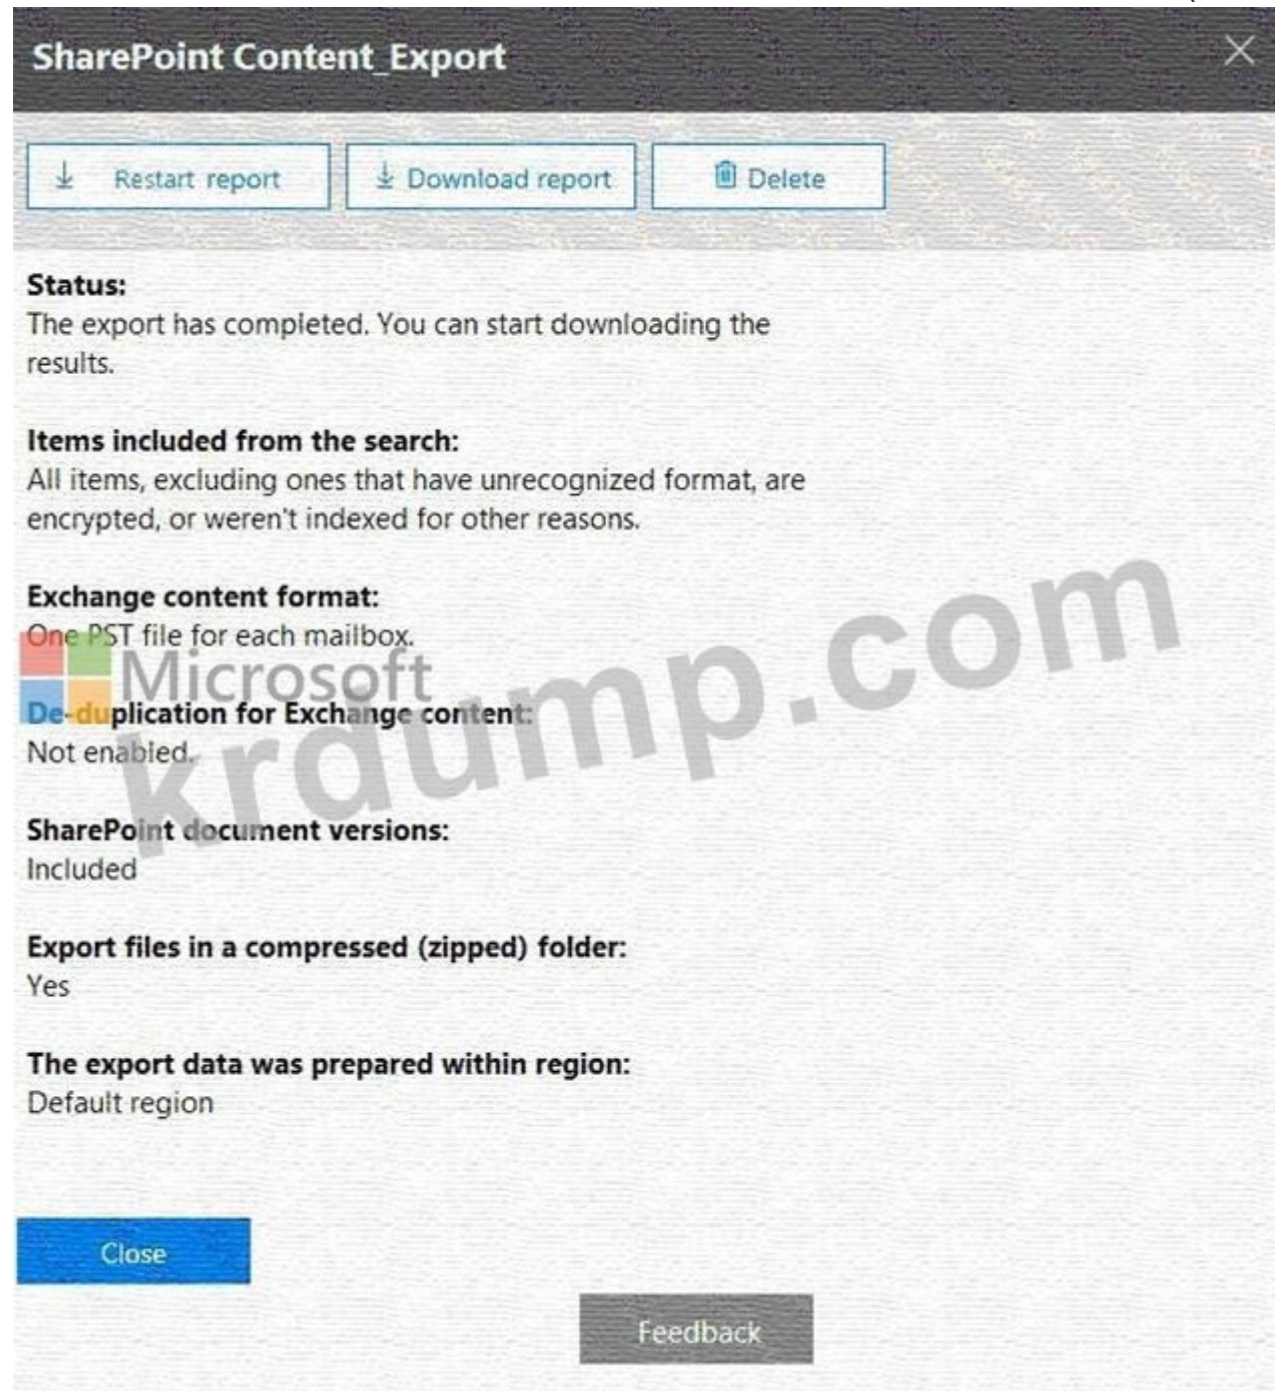 SharePoint Content_Export
Restart report
Download report
Delete
Status:
The export has completed. You can start downloading the
results.
Items included from the search:
All items, excluding ones that have unrecognized format, are
encrypted, or weren't indexed for other reasons.
Exchange content format:
One PST file for each mailbox.
Microsoft
De-duplication for Exchange content:
Not enabled.
krdump.com
SharePoint document versions:
Included
Export files in a compressed (zipped) folder:
Yes
The export data was prepared within region:
Default region
Close
Feedback